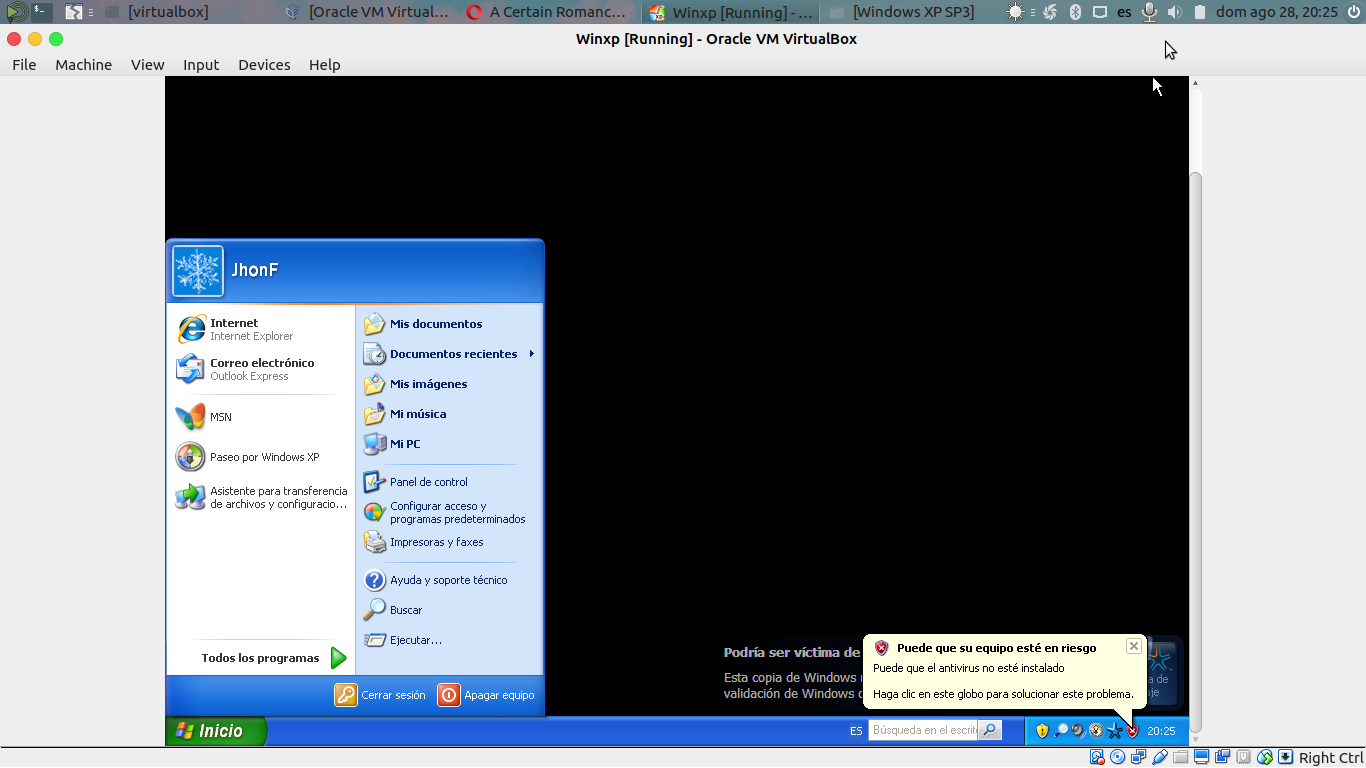 [virtualbox]
[Oracle VM Virtual...
A Certain Romanc...
Winxp [Running] - ...
[Windows XP SP3]
es
dom ago 28, 20:25
Winxp [Running] - Oracle VM VirtualBox
File Machine View Input Devices Help
JhonF
Internet
Internet Explorer
Correo electrónico
Outlook Express
MSN
Paseo por Windows XP
Asistente para transferencia
de archivos y configuracio...
Todos los programas
Mis documentos
Documentos recientes
Mis imágenes
Mi música
Mi PC
Panel de control
Configurar acceso y
programas predeterminados
Impresoras y faxes
Ayuda y soporte técnico
Buscar
Ejecutar...
Cerrar sesión
Apagar equipo
Podría ser víctima de
Esta copia de Windows
validación de Windows
Puede que su equipo esté en riesgo
Puede que el antivirus no esté instalado
Haga clic en este globo para solucionar este problema.
Inicio
ES
Búsqueda en el escrit
20:25
Right Ctrl